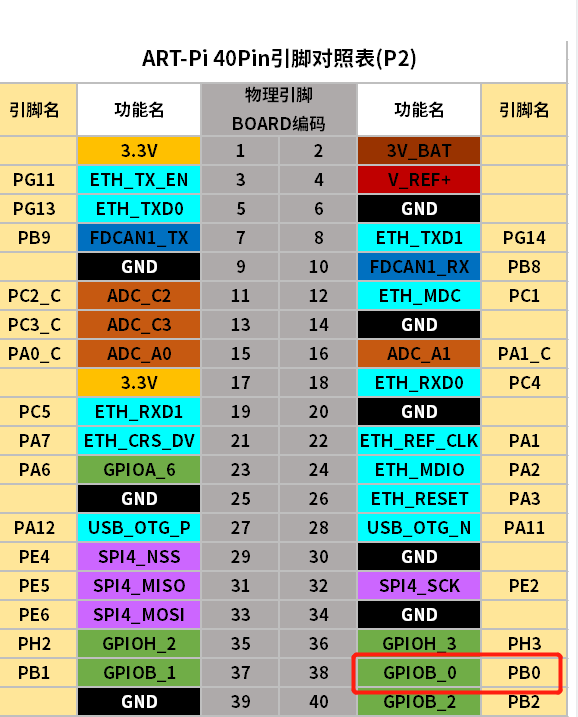 ART-Pi 40Pin引脚对照表(P2)
引脚名 功能名 物理引脚 BOARD编码 功能名 引脚名
3.3V 1 2 3V_BAT
PG11 ETH_TX_EN 3 4 V_REF+
PG13 ETH_TXD0 5 6 GND
PB9 FDCAN1_TX 7 8 ETH_TXD1 PG14
GND 9 10 FDCAN1_RX PB8
PC2_C ADC_C2 11 12 ETH_MDC PC1
PC3_C ADC_C3 13 14 GND
PA0_C ADC_A0 15 16 ADC_A1 PA1_C
3.3V 17 18 ETH_RXD0 PC4
PC5 ETH_RXD1 19 20 GND
PA7 ETH_CRS_DV 21 22 ETH_REF_CLK PA1
PA6 GPIOA_6 23 24 ETH_MDIO PA2
GND 25 26 ETH_RESET PA3
PA12 USB_OTG_P 27 28 USB_OTG_N PA11
PE4 SPI4_NSS 29 30 GND
PE5 SPI4_MISO 31 32 SPI4_SCK PE2
PE6 SPI4_MOSI 33 34 GND
PH2 GPIOH_2 35 36 GPIOH_3 PH3
PB1 GPIOB_1 37 38 GPIOB_0 PB0
GND 39 40 GPIOB_2 PB2